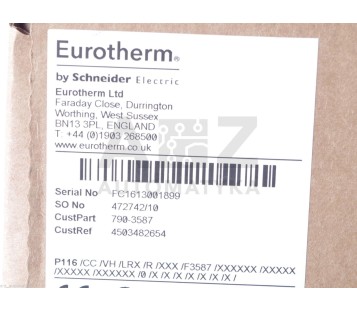 Eurotherm®
by Schneider Electric
Eurotherm Ltd
Faraday Close, Durrington
Worthing, West Sussex
BN13 3PL, ENGLAND
T. +44 (0)1903 268500
www.eurotherm.co.uk
AUTOMATYKA
Serial No FC1613001899
SO No 472742/10
CustPart 790-3587
CustRef 4503482654
P116 /CC /VH /LRX /R /XXX /F3587 /XXXXXX /XXXXX
/XXXXX /XXXXXX /0 /X /X /X /X /X /X /X /